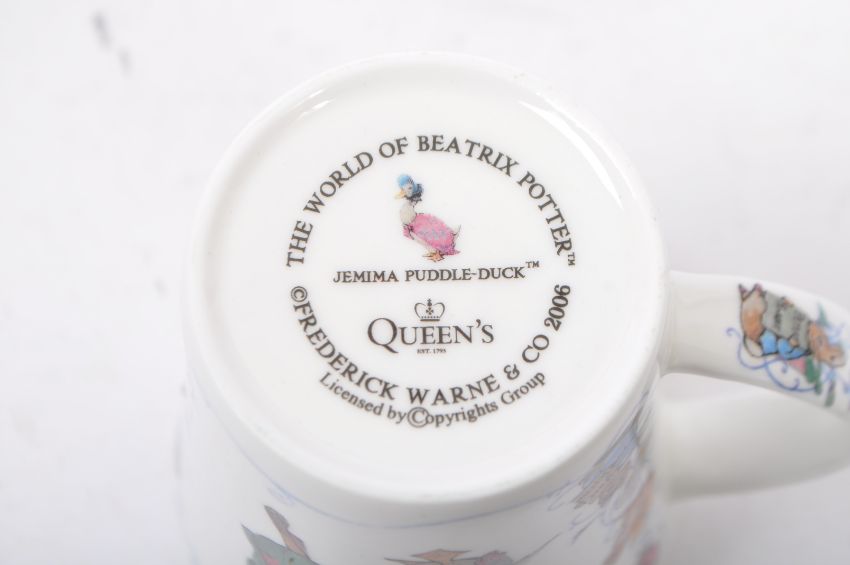 THE WORLD OF BEATRIX POTTER™
JEMIMA PUDDLE-DUCK™
QUEEN'S
EST. 1795
©FREDERICK WARNE & CO 2006
Licensed by ©opyrights Group